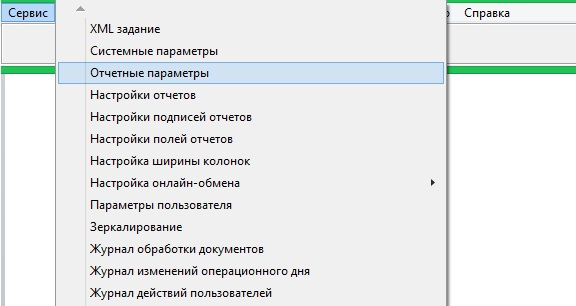 Сервис
Справка
XML задание
Системные параметры
Отчетные параметры
Настройки отчетов
Настройки подписей отчетов
Настройки полей отчетов
Настройка ширины колонок
Настройка онлайн-обмена
Параметры пользователя
Зеркалирование
Журнал обработки документов
Журнал изменений операционного дня
Журнал действий пользователей